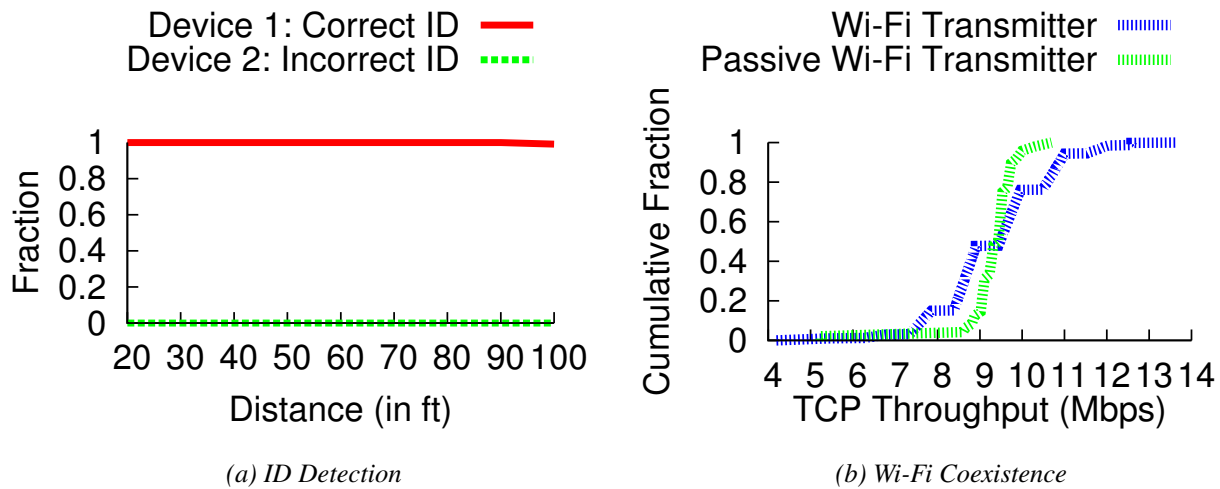 Device 1: Correct ID
Device 2: Incorrect ID
Fraction
1
0.8
0.6
0.4
0.2
0
20 30 40 50 60 70 80 90 100
Distance (in ft)
(a) ID Detection
Wi-Fi Transmitter
Passive Wi-Fi Transmitter
Cumulative Fraction
1
0.8
0.6
0.4
0.2
0
4 5 6 7 8 9 10 11 12 13 14
TCP Throughput (Mbps)
(b) Wi-Fi Coexistence